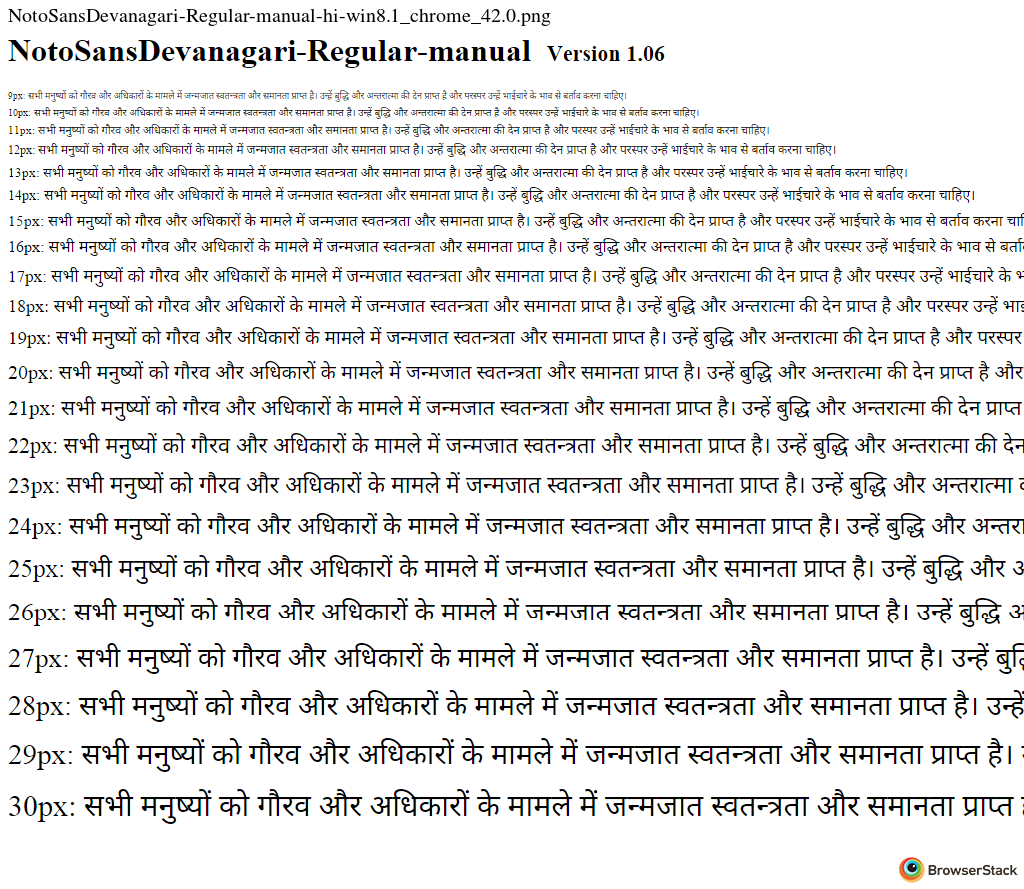 NotoSansDevanagari-Regular-manual-hi-win8.1_chrome_42.0.png
NotoSansDevanagari-Regular-manual Version 1.06
9px: सभी मनुष्यों को गौरव और अधिकारों के मामले में जन्मजात स्वतन्त्रता और समानता प्राप्त है। उन्हें बुद्धि और अन्तरात्मा की देन प्राप्त है और परस्पर उन्हें भाईचारे के भाव से बर्ताव करना चाहिए।
10px: सभी मनुष्यों को गौरव और अधिकारों के मामले में जन्मजात स्वतन्त्रता और समानता प्राप्त है। उन्हें बुद्धि और अन्तरात्मा की देन प्राप्त है और परस्पर उन्हें भाईचारे के भाव से बर्ताव करना चाहिए।
11px: सभी मनुष्यों को गौरव और अधिकारों के मामले में जन्मजात स्वतन्त्रता और समानता प्राप्त है। उन्हें बुद्धि और अन्तरात्मा की देन प्राप्त है और परस्पर उन्हें भाईचारे के भाव से बर्ताव करना चाहिए।
12px: सभी मनुष्यों को गौरव और अधिकारों के मामले में जन्मजात स्वतन्त्रता और समानता प्राप्त है। उन्हें बुद्धि और अन्तरात्मा की देन प्राप्त है और परस्पर उन्हें भाईचारे के भाव से बर्ताव करना चाहिए।
13px: सभी मनुष्यों को गौरव और अधिकारों के मामले में जन्मजात स्वतन्त्रता और समानता प्राप्त है। उन्हें बुद्धि और अन्तरात्मा की देन प्राप्त है और परस्पर उन्हें भाईचारे के भाव से बर्ताव करना चाहिए।
14px: सभी मनुष्यों को गौरव और अधिकारों के मामले में जन्मजात स्वतन्त्रता और समानता प्राप्त है। उन्हें बुद्धि और अन्तरात्मा की देन प्राप्त है और परस्पर उन्हें भाईचारे के भाव से बर्ताव करना चाहिए।
15px: सभी मनुष्यों को गौरव और अधिकारों के मामले में जन्मजात स्वतन्त्रता और समानता प्राप्त है। उन्हें बुद्धि और अन्तरात्मा की देन प्राप्त है और परस्पर उन्हें भाईचारे के भाव से बर्ताव करना
16px: सभी मनुष्यों को गौरव और अधिकारों के मामले में जन्मजात स्वतन्त्रता और समानता प्राप्त है। उन्हें बुद्धि और अन्तरात्मा की देन प्राप्त है और परस्पर उन्हें भाईचारे के भाव से
17px: सभी मनुष्यों को गौरव और अधिकारों के मामले में जन्मजात स्वतन्त्रता और समानता प्राप्त है। उन्हें बुद्धि और अन्तरात्मा की देन प्राप्त है और परस्पर उन्हें भाईचारे के
18px: सभी मनुष्यों को गौरव और अधिकारों के मामले में जन्मजात स्वतन्त्रता और समानता प्राप्त है। उन्हें बुद्धि और अन्तरात्मा की देन प्राप्त है और परस्पर उन्हें
19px: सभी मनुष्यों को गौरव और अधिकारों के मामले में जन्मजात स्वतन्त्रता और समानता प्राप्त है। उन्हें बुद्धि और अन्तरात्मा की देन प्राप्त है और परस्पर
20px: सभी मनुष्यों को गौरव और अधिकारों के मामले में जन्मजात स्वतन्त्रता और समानता प्राप्त है। उन्हें बुद्धि और अन्तरात्मा की देन प्राप्त है और
21px: सभी मनुष्यों को गौरव और अधिकारों के मामले में जन्मजात स्वतन्त्रता और समानता प्राप्त है। उन्हें बुद्धि और अन्तरात्मा की देन प्राप्त
22px: सभी मनुष्यों को गौरव और अधिकारों के मामले में जन्मजात स्वतन्त्रता और समानता प्राप्त है। उन्हें बुद्धि और अन्तरात्मा की देन
23px: सभी मनुष्यों को गौरव और अधिकारों के मामले में जन्मजात स्वतन्त्रता और समानता प्राप्त है। उन्हें बुद्धि और अन्तरात्मा
24px: सभी मनुष्यों को गौरव और अधिकारों के मामले में जन्मजात स्वतन्त्रता और समानता प्राप्त है। उन्हें बुद्धि और
25px: सभी मनुष्यों को गौरव और अधिकारों के मामले में जन्मजात स्वतन्त्रता और समानता प्राप्त है। उन्हें बुद्धि और
26px: सभी मनुष्यों को गौरव और अधिकारों के मामले में जन्मजात स्वतन्त्रता और समानता प्राप्त है। उन्हें बुद्धि
27px: सभी मनुष्यों को गौरव और अधिकारों के मामले में जन्मजात स्वतन्त्रता और समानता प्राप्त है। उन्हें
28px: सभी मनुष्यों को गौरव और अधिकारों के मामले में जन्मजात स्वतन्त्रता और समानता प्राप्त है। उन्हें
29px: सभी मनुष्यों को गौरव और अधिकारों के मामले में जन्मजात स्वतन्त्रता और समानता प्राप्त है।
30px: सभी मनुष्यों को गौरव और अधिकारों के मामले में जन्मजात स्वतन्त्रता और समानता प्राप्त
BrowserStack